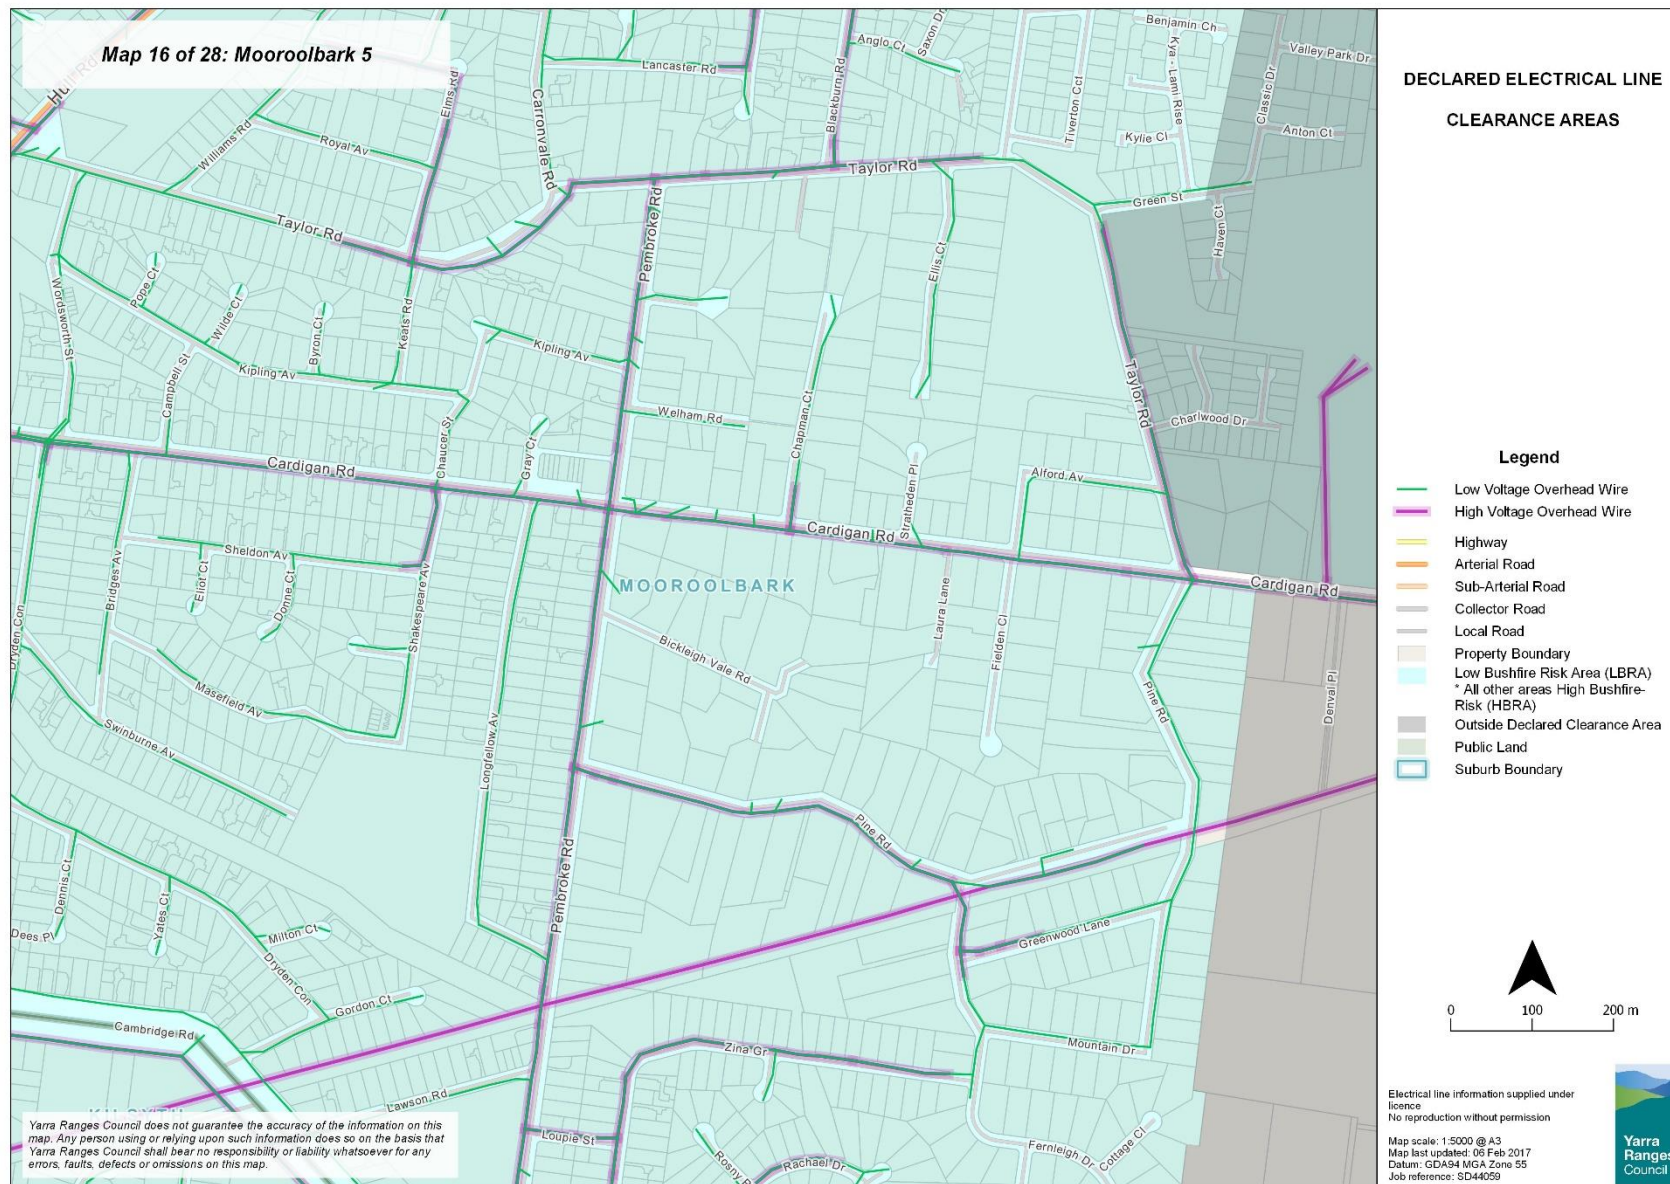 Map 16 of 28: Mooroolbark 5
DECLARED ELECTRICAL LINE
CLEARANCE AREAS
Hull Rd
Williams Rd
Royal Av
Elms Rd
Carronvale Rd
Lancaster Rd
Blackburn Rd
Anglo Ct
Saxon Dr
Tiverton Cct
Benjamin Ch
Kya - Lami Rise
Kylie Cl
Classic Dr
Valley Park Dr
Anton Ct
Taylor Rd
Green St
Haven Ct
Taylor Rd
Pembroke Rd
Ellis Ct
Wordsworth St
Pope Ct
Wilde Ct
Byron Ct
Keats Rd
Kipling Av
Kipling Av
Campbell St
Chaucer St
Gray Ct
Welham Rd
Chapman Ct
Taylor Rd
Charlwood Dr
Stratheden Pl
Alford Av
Cardigan Rd
Cardigan Rd
Cardigan Rd
Sheldon Av
Bridges Av
Eliot Ct
Donne Ct
Shakespeare Av
MOOROOLBARK
Laura Lane
Fielden Cl
Bickleigh Vale Rd
Dryden Con
Masefield Av
Swinburne Av
Longfellow Av
Pine Rd
Denval Pl
Pine Rd
Pembroke Rd
Dennis Ct
Dees Pl
Yates Ct
Milton Ct
Dryden Con
Gordon Ct
Greenwood Lane
Cambridge Rd
Mountain Dr
Zina Gr
Lawson Rd
Loupie St
Rachael Dr
Fernleigh Dr
Cottage Cl
Yarra Ranges Council does not guarantee the accuracy of the information on this
map. Any person using or relying upon such information does so on the basis that
Yarra Ranges Council shall bear no responsibility or liability whatsoever for any
errors, faults, defects or omissions on this map.
Legend
Low Voltage Overhead Wire
High Voltage Overhead Wire
Highway
Arterial Road
Sub-Arterial Road
Collector Road
Local Road
Property Boundary
Low Bushfire Risk Area (LBRA)
* All other areas High Bushfire-
Risk (HBRA)
Outside Declared Clearance Area
Public Land
Suburb Boundary
0 100 200 m
Electrical line information supplied under
licence
No reproduction without permission
Map scale: 1:5000 @ A3
Map last updated: 06 Feb 2017
Datum: GDA94 MGA Zone 55
Job reference: SD44059
Yarra
Ranges
Council